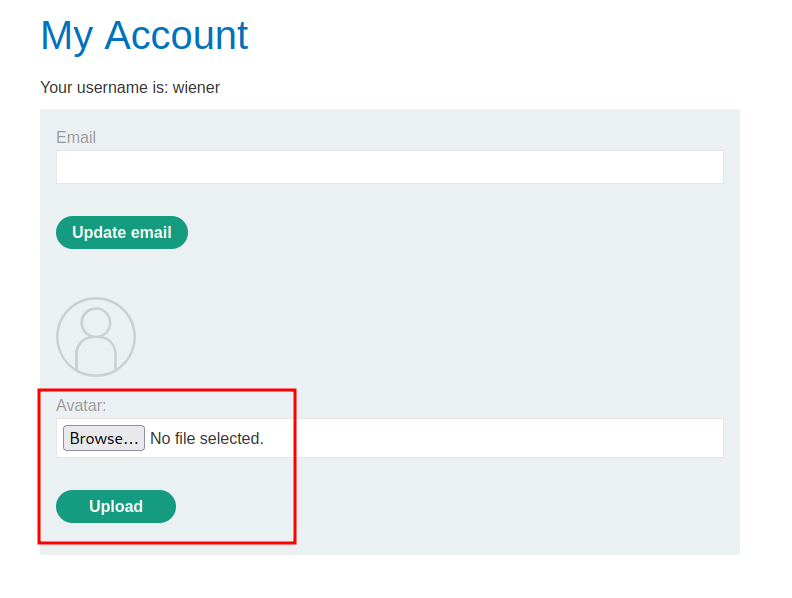 My Account
Your username is: wiener
Email
Update email
Avatar:
Browse... No file selected.
Upload